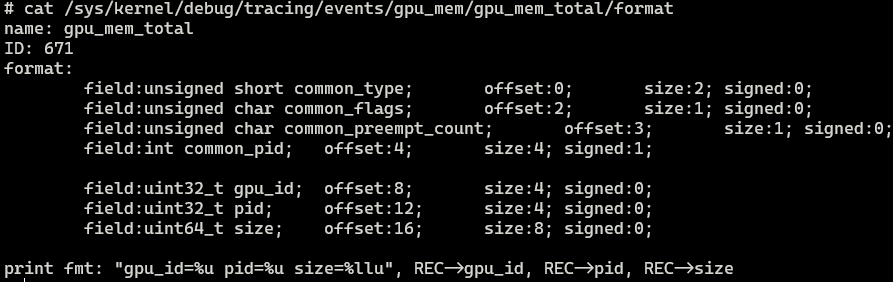 # cat /sys/kernel/debug/tracing/events/gpu_mem/gpu_mem_total/format
name: gpu_mem_total
ID: 671
format:
        field:unsigned short common_type;       offset:0;       size:2; signed:0;
        field:unsigned char common_flags;       offset:2;       size:1; signed:0;
        field:unsigned char common_preempt_count;       offset:3;       size:1; signed:0;
        field:int common_pid;   offset:4;       size:4; signed:1;

        field:uint32_t gpu_id;  offset:8;       size:4; signed:0;
        field:uint32_t pid;     offset:12;      size:4; signed:0;
        field:uint64_t size;    offset:16;      size:8; signed:0;

print fmt: "gpu_id=%u pid=%u size=%llu", REC->gpu_id, REC->pid, REC->size